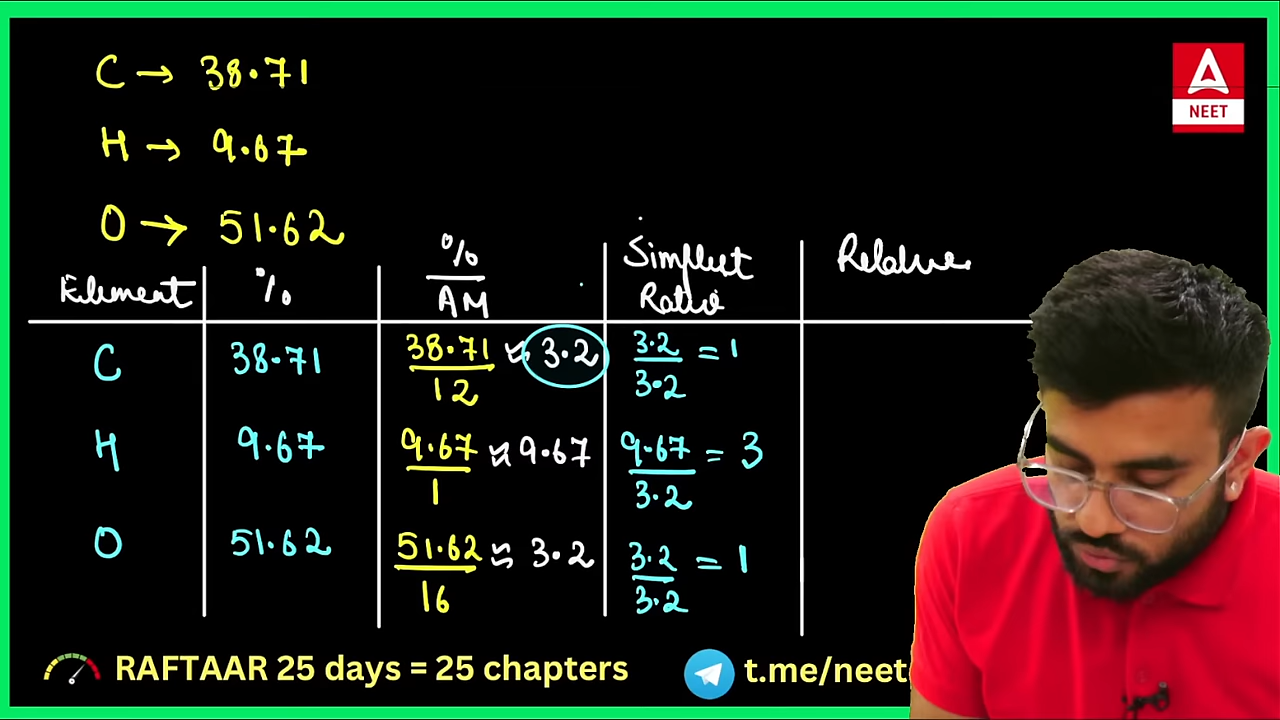 C → 38.71
H → 9.67
O → 51.62
NEET
Element % %/AM Simplest Ratio Relative
C 38.71 38.71/12 ≈ 3.2 3.2/3.2 = 1
H 9.67 9.67/1 ≈ 9.67 9.67/3.2 = 3
O 51.62 51.62/16 ≈ 3.2 3.2/3.2 = 1
RAFTAAR 25 days = 25 chapters
t.me/neet